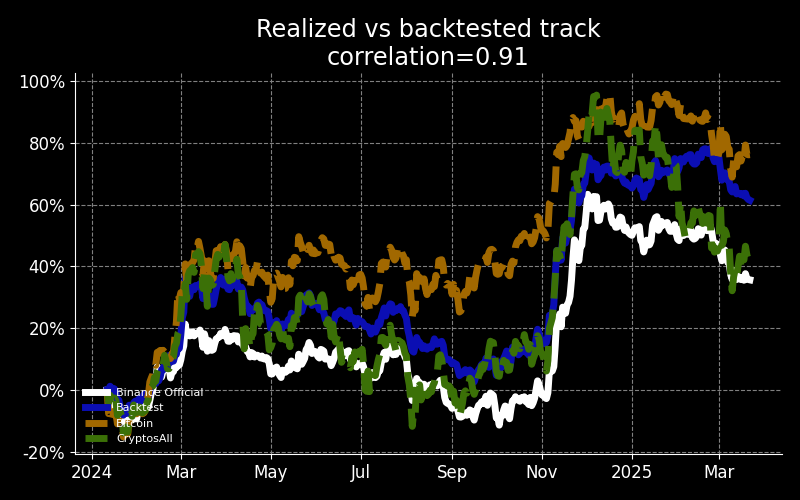 Realized vs backtested track
correlation=0.91
100%
80%
60%
40%
20%
0%
-20%
Binance Official
Backtest
Bitcoin
CryptosAll
2024 Mar May Jul Sep Nov 2025 Mar